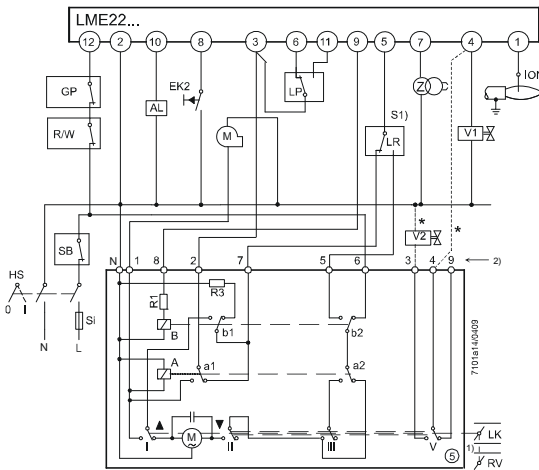 LME22...
12 2 10 8 3 6 11 9 5 7 4 1
GP
EK2
LP
Z
ION
AL
S1)
R/W
M
LR
V1
*
*
SB
V2
N 1 8 2 7 5 6 3 4 9
2)
HS
R3
R1
0 I
Si
b1
b2
B
N L
A
a1
a2
7101a14/0409
M
I
II
III
V
LK
1)
5
RV